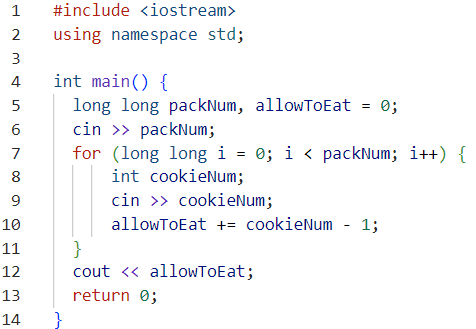 1 #include <iostream>
2 using namespace std;
3
4 int main() {
5 long long packNum, allowToEat = 0;
6 cin >> packNum;
7 for (long long i = 0; i < packNum; i++) {
8 int cookieNum;
9 cin >> cookieNum;
10 allowToEat += cookieNum - 1;
11 }
12 cout << allowToEat;
13 return 0;
14 }